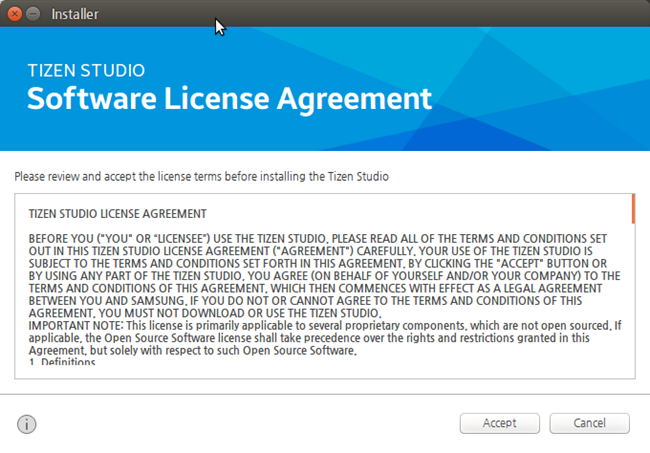 Installer
TIZEN STUDIO
Software License Agreement
Please review and accept the license terms before installing the Tizen Studio
TIZEN STUDIO LICENSE AGREEMENT
BEFORE YOU ("YOU" OR "LICENSEE") USE THE TIZEN STUDIO, PLEASE READ ALL OF THE TERMS AND CONDITIONS SET
OUT IN THIS TIZEN STUDIO LICENSE AGREEMENT ("AGREEMENT") CAREFULLY. YOUR USE OF THE TIZEN STUDIO IS
SUBJECT TO THE TERMS AND CONDITIONS SET FORTH IN THIS AGREEMENT, BY CLICKING THE "ACCEPT" BUTTON OR
BY USING ANY PART OF THE TIZEN STUDIO, YOU AGREE (ON BEHALF OF YOURSELF AND/OR YOUR COMPANY) TO THE
TERMS AND CONDITIONS OF THIS AGREEMENT, WHICH THEN COMMENCES WITH EFFECT AS A LEGAL AGREEMENT
BETWEEN YOU AND SAMSUNG. IF YOU DO NOT OR CANNOT AGREE TO THE TERMS AND CONDITIONS OF THIS
AGREEMENT, YOU MUST NOT DOWNLOAD OR USE THE TIZEN STUDIO.
IMPORTANT NOTE: This license is primarily applicable to several proprietary components, which are not open sourced. If
applicable, the Open Source Software license shall take precedence over the rights and restrictions granted in this
Agreement, but solely with respect to such Open Source Software.
1. Definitions
Accept
Cancel